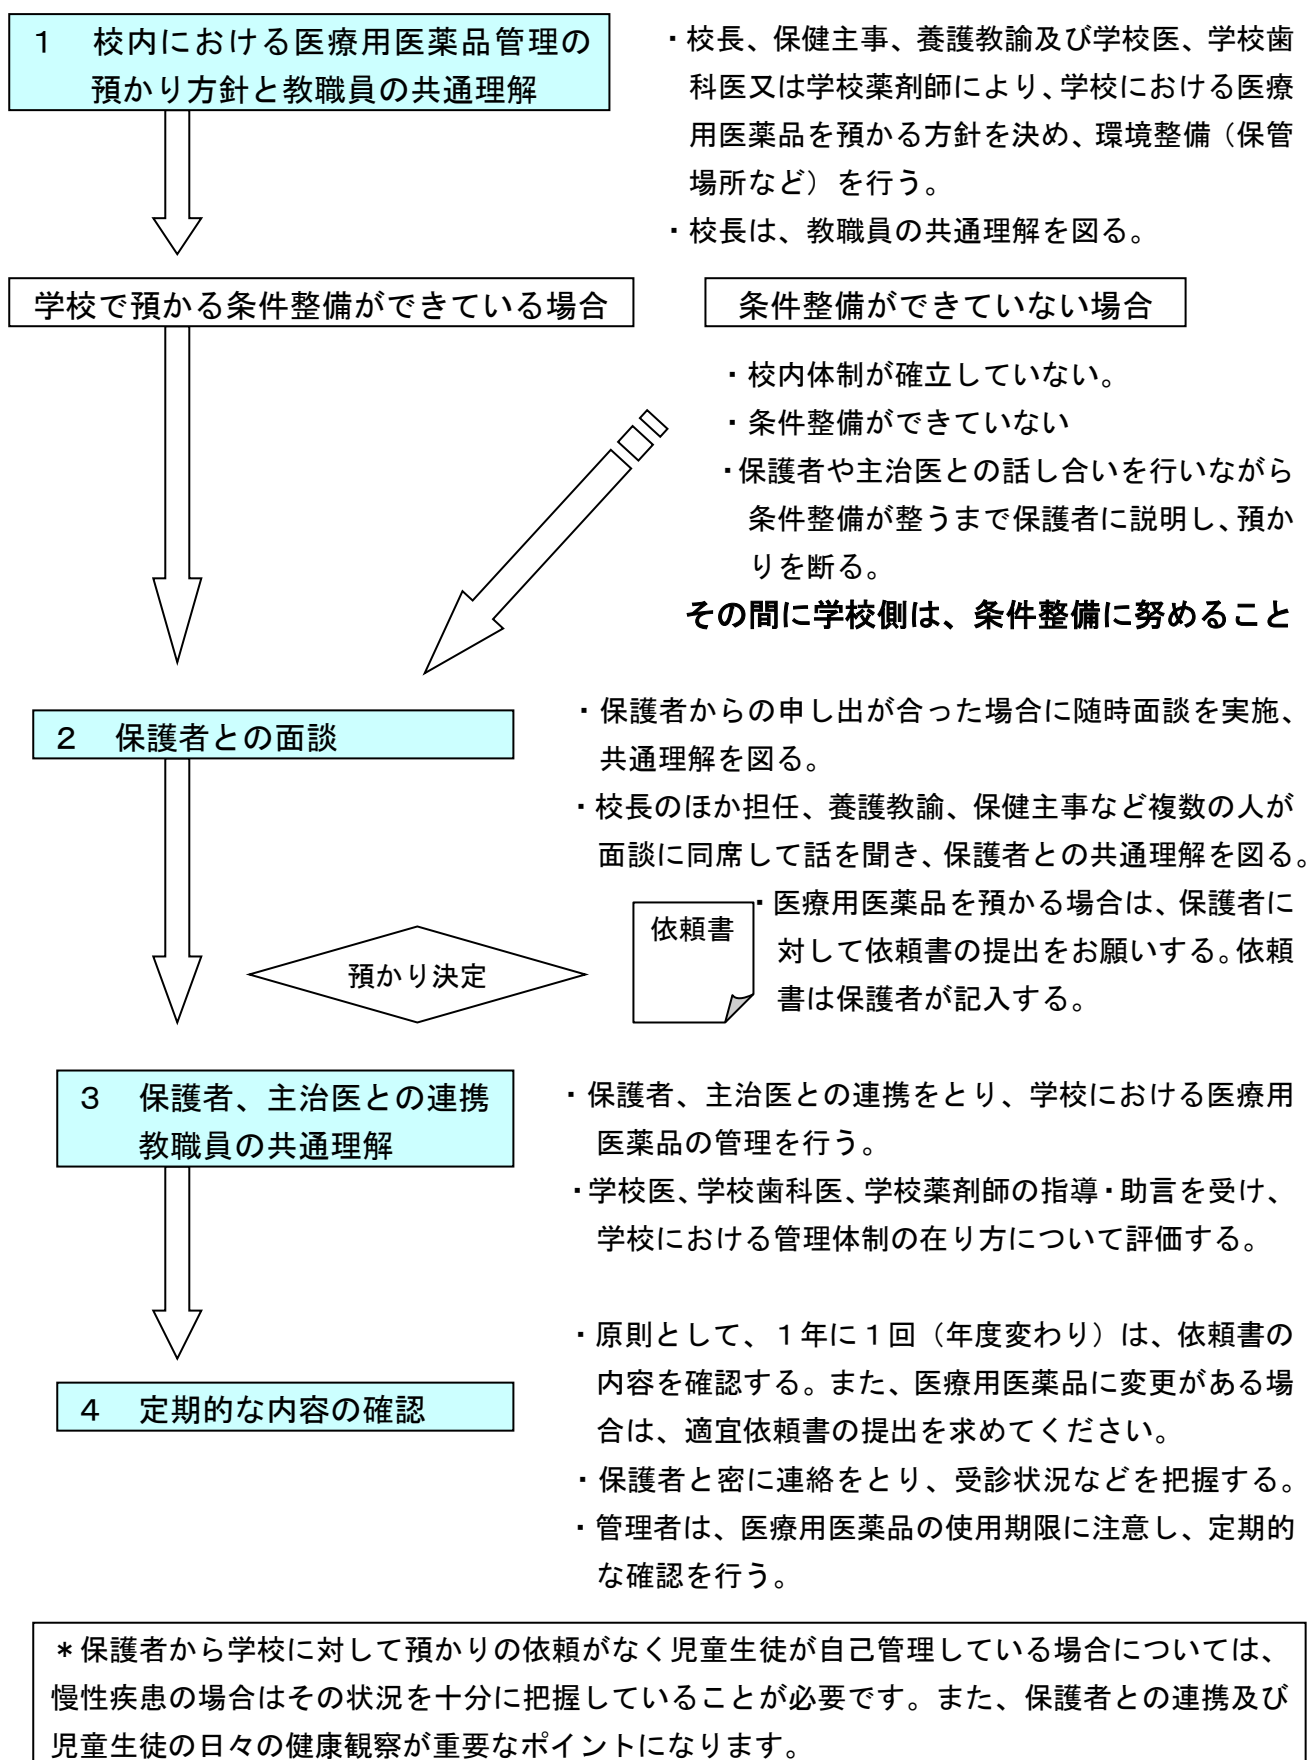 １　校内における医療用医薬品管理の
預かり方針と教職員の共通理解
・校長、保健主事、養護教諭及び学校医、学校歯
科医又は学校薬剤師により、学校における医療
用医薬品を預かる方針を決め、環境整備（保管
場所など）を行う。
・校長は、教職員の共通理解を図る。
学校で預かる条件整備ができている場合
条件整備ができていない場合
・校内体制が確立していない。
・条件整備ができていない
・保護者や主治医との話し合いを行いながら
条件整備が整うまで保護者に説明し、預か
りを断る。
その間に学校側は、条件整備に努めること
２　保護者との面談
・保護者からの申し出が合った場合に随時面談を実施、
共通理解を図る。
・校長のほか担任、養護教諭、保健主事など複数の人が
面談に同席して話を聞き、保護者との共通理解を図る。
預かり決定
依頼書
・医療用医薬品を預かる場合は、保護者に
対して依頼書の提出をお願いする。依頼
書は保護者が記入する。
３　保護者、主治医との連携
教職員の共通理解
・保護者、主治医との連携をとり、学校における医療用
医薬品の管理を行う。
・学校医、学校歯科医、学校薬剤師の指導・助言を受け、
学校における管理体制の在り方について評価する。
４　定期的な内容の確認
・原則として、１年に１回（年度変わり）は、依頼書の
内容を確認する。また、医療用医薬品に変更がある場
合は、適宜依頼書の提出を求めてください。
・保護者と密に連絡をとり、受診状況などを把握する。
・管理者は、医療用医薬品の使用期限に注意し、定期的
な確認を行う。
＊保護者から学校に対して預かりの依頼がなく児童生徒が自己管理している場合については、
慢性疾患の場合はその状況を十分に把握していることが必要です。また、保護者との連携及び
児童生徒の日々の健康観察が重要なポイントになります。